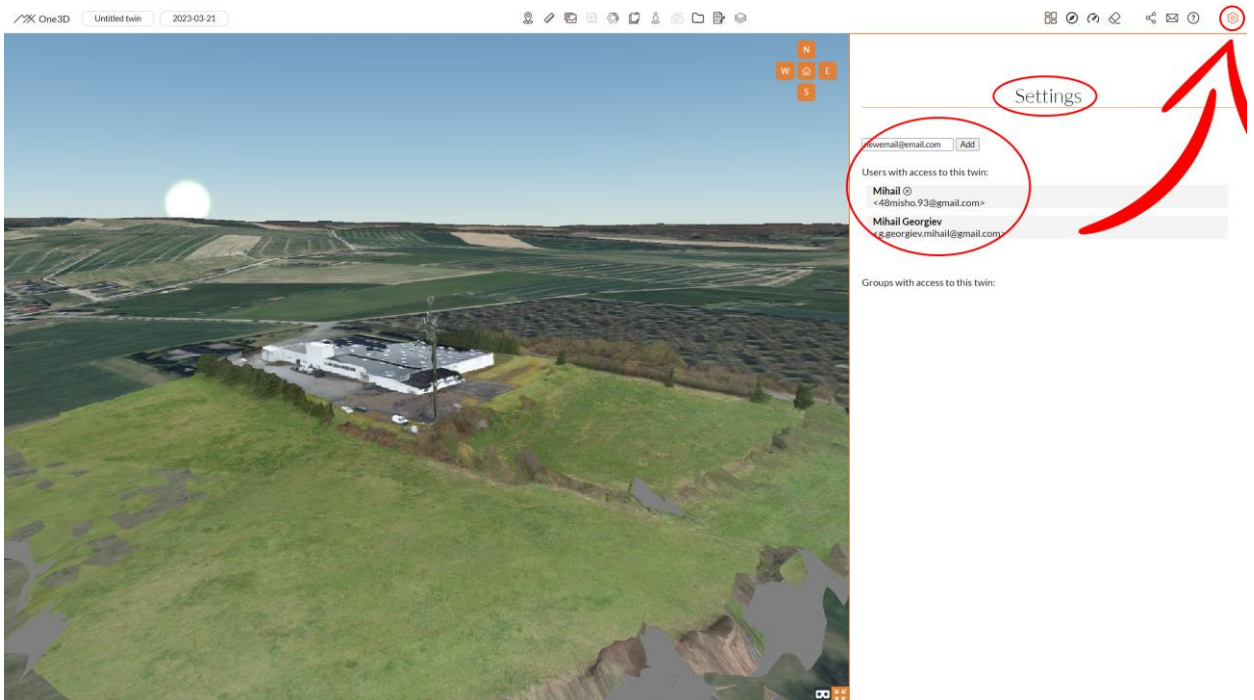 One3D
Untitled twin
2023-03-21
N
W
E
S
Settings
newemail@email.com
Add
Users with access to this twin:
Mihail
<48misho.93@gmail.com>
Mihail Georgiev
<g.georgiev.mihail@gmail.com>
Groups with access to this twin: